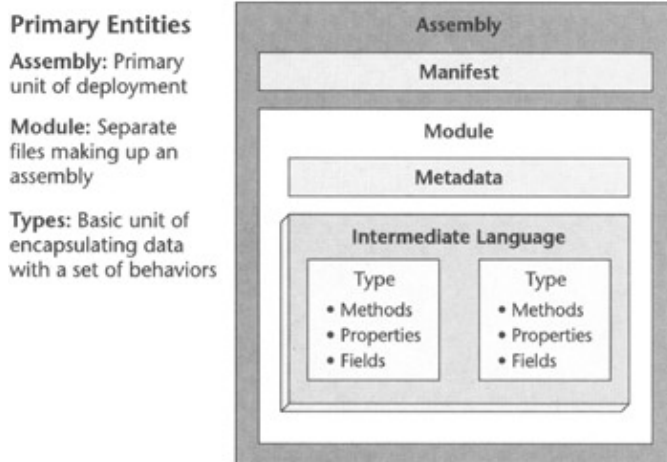 Primary Entities
Assembly: Primary
unit of deployment
Module: Separate
files making up an
assembly
Types: Basic unit of
encapsulating data
with a set of behaviors
Assembly
Manifest
Module
Metadata
Intermediate Language
Type
• Methods
• Properties
• Fields
Type
• Methods
• Properties
• Fields